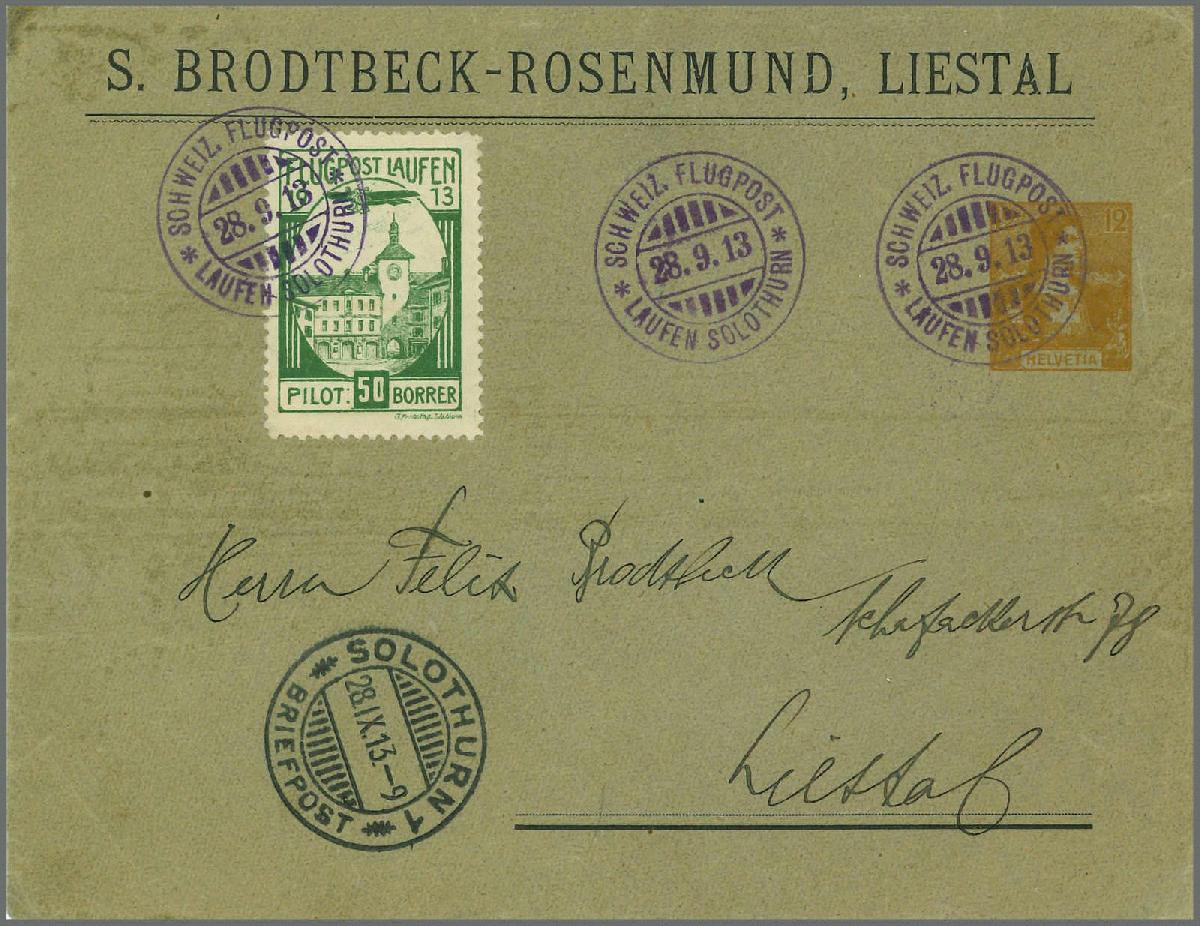 S. BRODTBECK-ROSENMUND, LIESTAL
* SCHWEIZ. FLUGPOST * LAUFEN SOLOTHURN
28.9.13
FLUGPOST LAUFEN
13
PILOT: 50 BORRER
* SCHWEIZ. FLUGPOST * LAUFEN SOLOTHURN
28.9.13
* SCHWEIZ. FLUGPOST * LAUFEN SOLOTHURN
28.9.13
12
HELVETIA
Herrn Felix Brodtbeck
78
Liestal
SOLOTHURN 1
28.IX.13.–9
BRIEFPOST